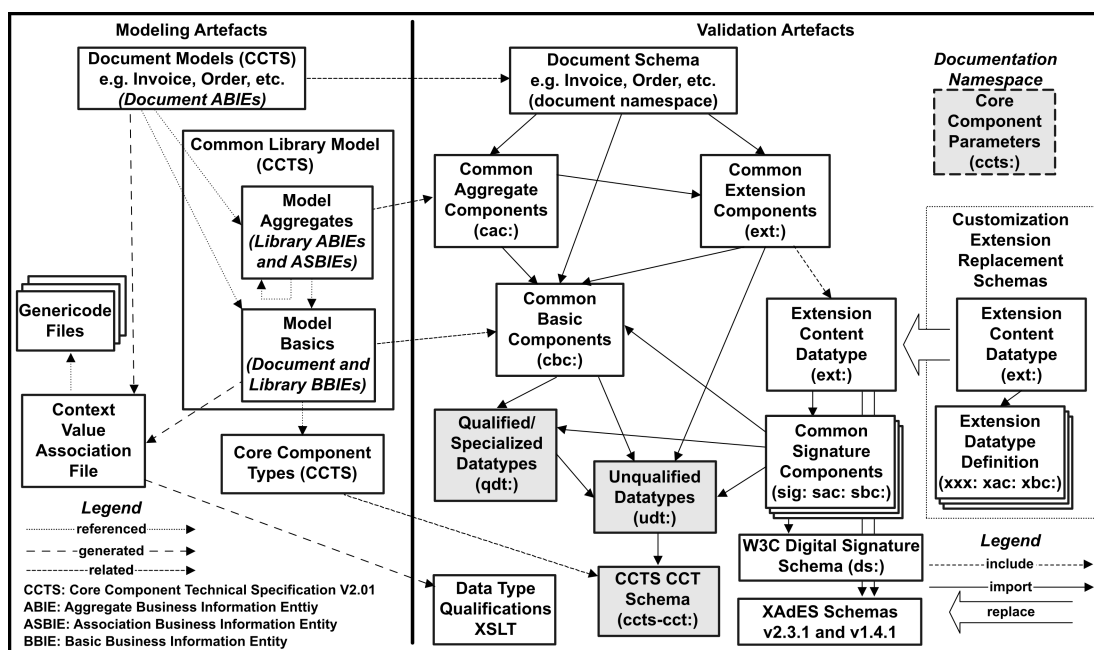 Modeling Artefacts
Document Models (CCTS)
e.g. Invoice, Order, etc.
(Document ABIEs)
Common Library Model
(CCTS)
Model
Aggregates
(Library ABIEs
and ASBIEs)
Genericode
Files
Model
Basics
(Document and
Library BBIEs)
Context
Value
Association
File
Core Component
Types (CCTS)
Legend
referenced
generated
related
CCTS: Core Component Technical Specification V2.01
ABIE: Aggregate Business Information Entiy
ASBIE: Association Business Information Entity
BBIE: Basic Business Information Entity
Validation Artefacts
Document Schema
e.g. Invoice, Order, etc.
(document namespace)
Documentation
Namespace
Core
Component
Parameters
(ccts:)
Common
Aggregate
Components
(cac:)
Common
Extension
Components
(ext:)
Customization
Extension
Replacement
Schemas
Common
Basic
Components
(cbc:)
Extension
Content
Datatype
(ext:)
Extension
Content
Datatype
(ext:)
Qualified/
Specialized
Datatypes
(qdt:)
Unqualified
Datatypes
(udt:)
Common
Signature
Components
(sig: sac: sbc:)
Extension
Datatype
Definition
(xxx: xac: xbc:)
W3C Digital Signature
Schema (ds:)
Data Type
Qualifications
XSLT
CCTS CCT
Schema
(ccts-cct:)
XAdES Schemas
v2.3.1 and v1.4.1
Legend
include
import
replace